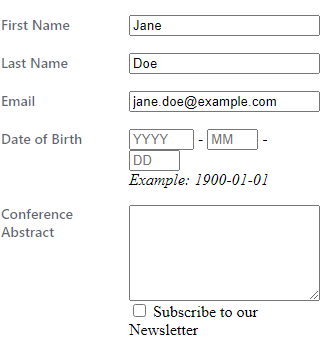 First Name Jane
Last Name Doe
Email jane.doe@example.com
Date of Birth YYYY - MM -
DD
Example: 1900-01-01
Conference
Abstract
Subscribe to our
Newsletter